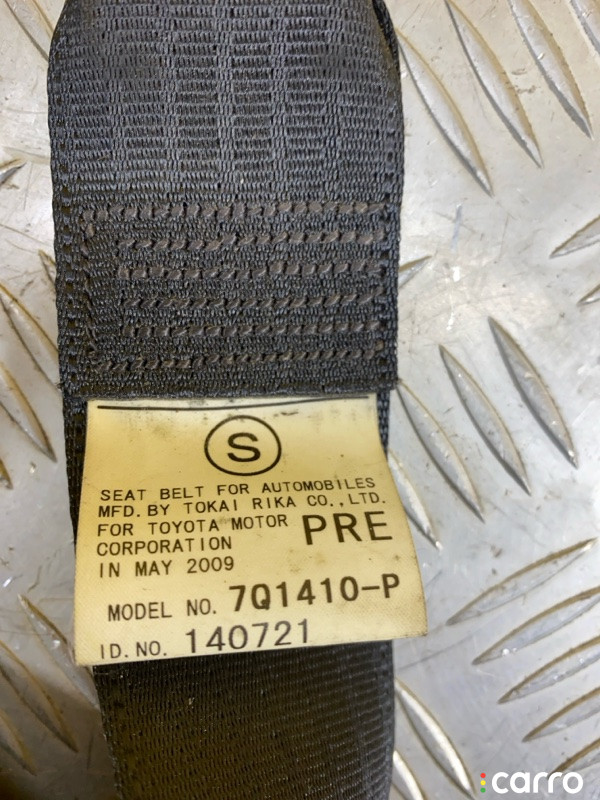 S
SEAT BELT FOR AUTOMOBILES
MFD. BY TOKAI RIKA CO.,LTD.
FOR TOYOTA MOTOR PRE
CORPORATION
IN MAY 2009
MODEL NO. 7Q1410-P
ID. NO. 140721
carro